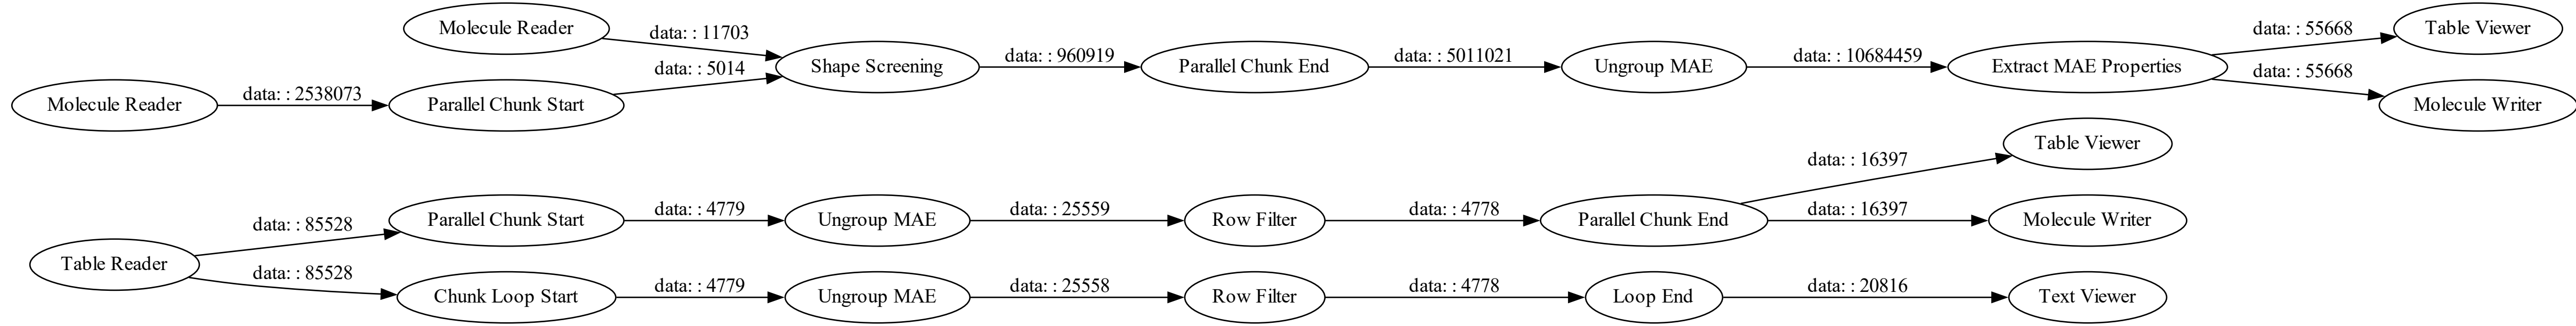 Molecule Reader
data: : 11703
data: : 55668
Table Viewer
Molecule Reader
data: : 2538073
Parallel Chunk Start
data: : 5014
Shape Screening
data: : 960919
Parallel Chunk End
data: : 5011021
Ungroup MAE
data: : 10684459
Extract MAE Properties
data: : 55668
Molecule Writer
Table Reader
data: : 85528
Parallel Chunk Start
data: : 4779
Ungroup MAE
data: : 25559
Row Filter
data: : 4778
Parallel Chunk End
data: : 16397
Table Viewer
data: : 16397
Molecule Writer
data: : 85528
Chunk Loop Start
data: : 4779
Ungroup MAE
data: : 25558
Row Filter
data: : 4778
Loop End
data: : 20816
Text Viewer